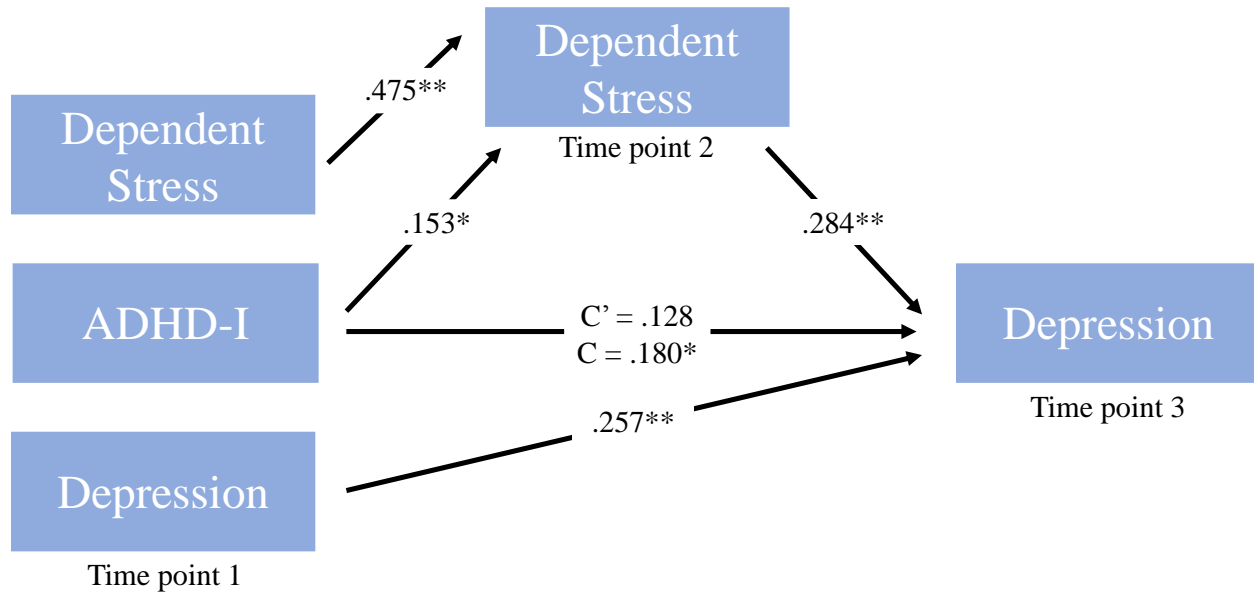 Dependent
Stress
Time point 2
.475**
Dependent
Stress
.153*
.284**
ADHD-I
C’ = .128
C = .180*
Depression
Time point 3
.257**
Depression
Time point 1